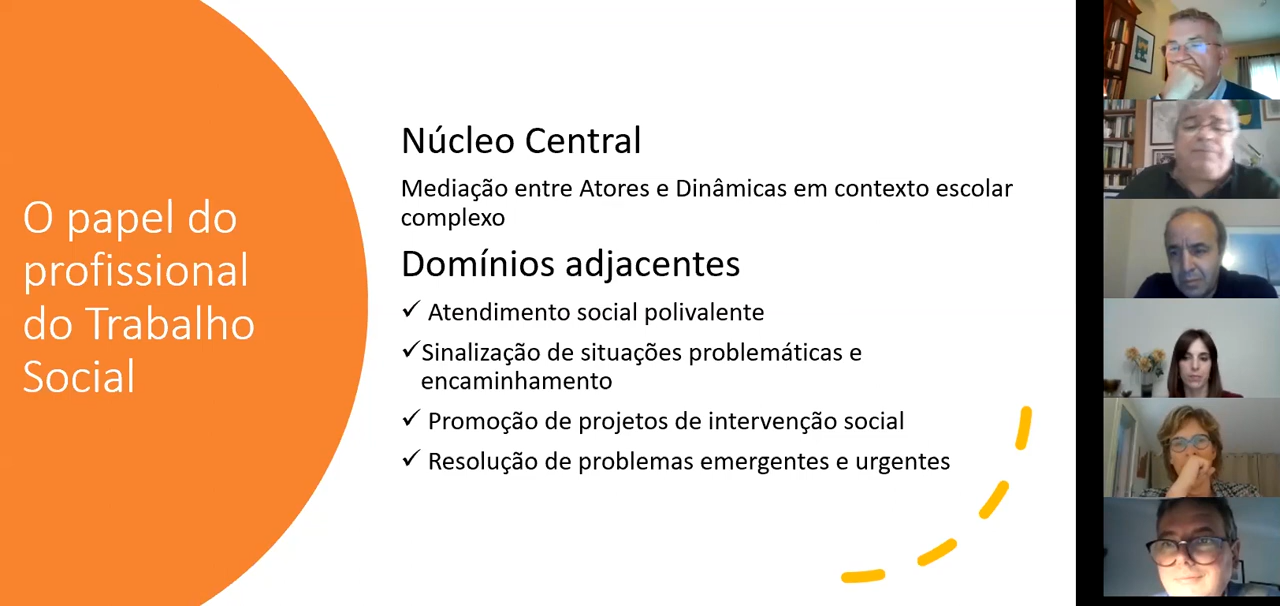 O papel do
profissional
do Trabalho
Social
Núcleo Central
Mediação entre Atores e Dinâmicas em contexto escolar
complexo
Domínios adjacentes
✓ Atendimento social polivalente
✓Sinalização de situações problemáticas e
encaminhamento
✓ Promoção de projetos de intervenção social
✓ Resolução de problemas emergentes e urgentes